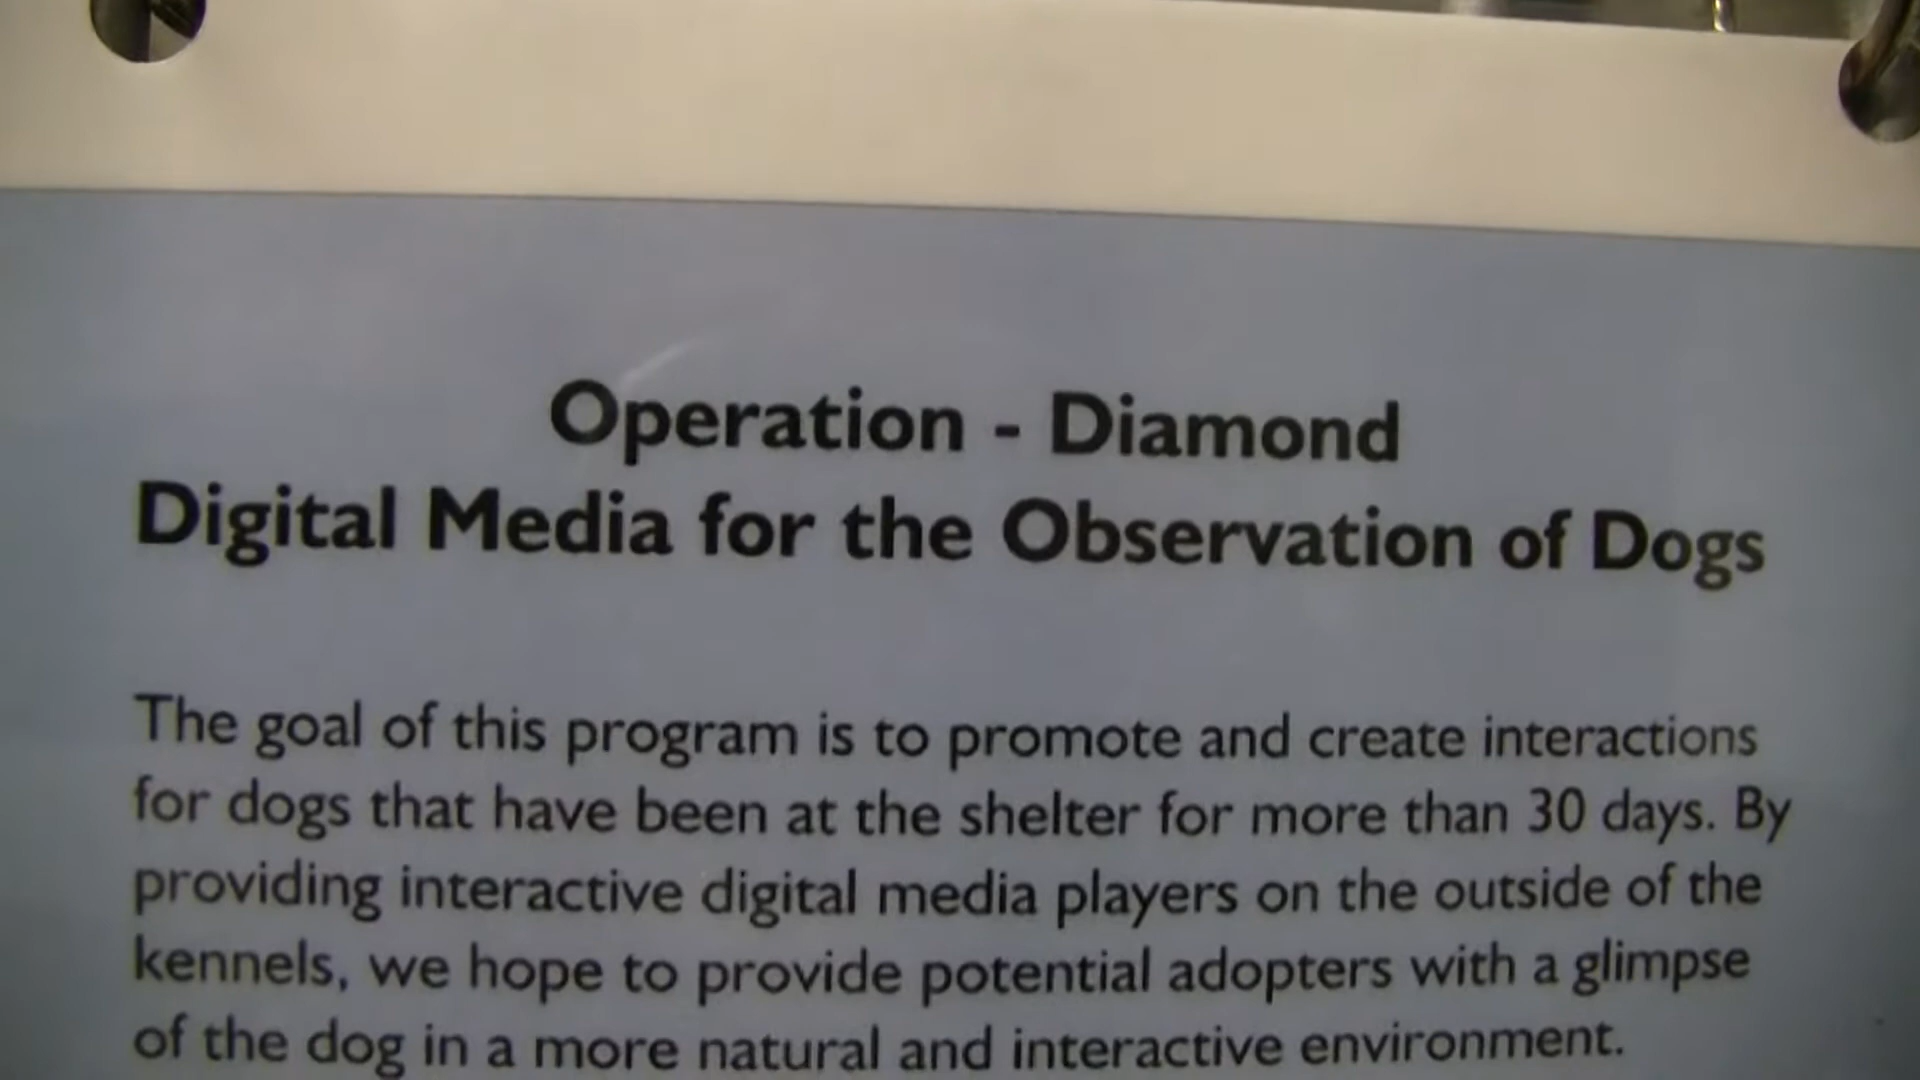 Operation - Diamond
Digital Media for the Observation of Dogs
The goal of this program is to promote and create interactions
for dogs that have been at the shelter for more than 30 days. By
providing interactive digital media players on the outside of the
kennels, we hope to provide potential adopters with a glimpse
of the dog in a more natural and interactive environment.